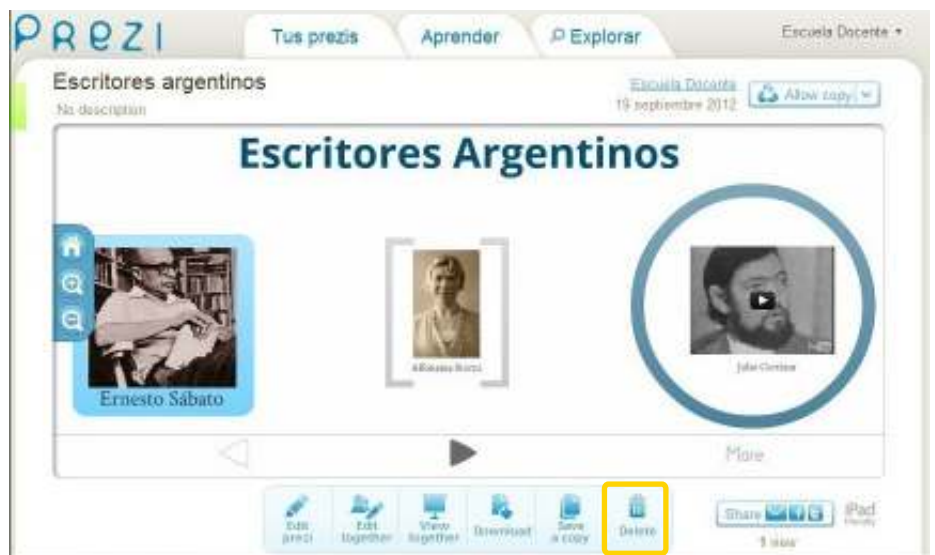 PReZI
Tus prezis
Aprender
Explorar
Escuela Docente
Escritores argentinos
No description
Escuela Docente
19 septiembre 2012
Allow copy
Escritores Argentinos
Ernesto Sábato
More
Edit prezi
Edit together
View together
Download
Save a copy
Delete
Share
iPad